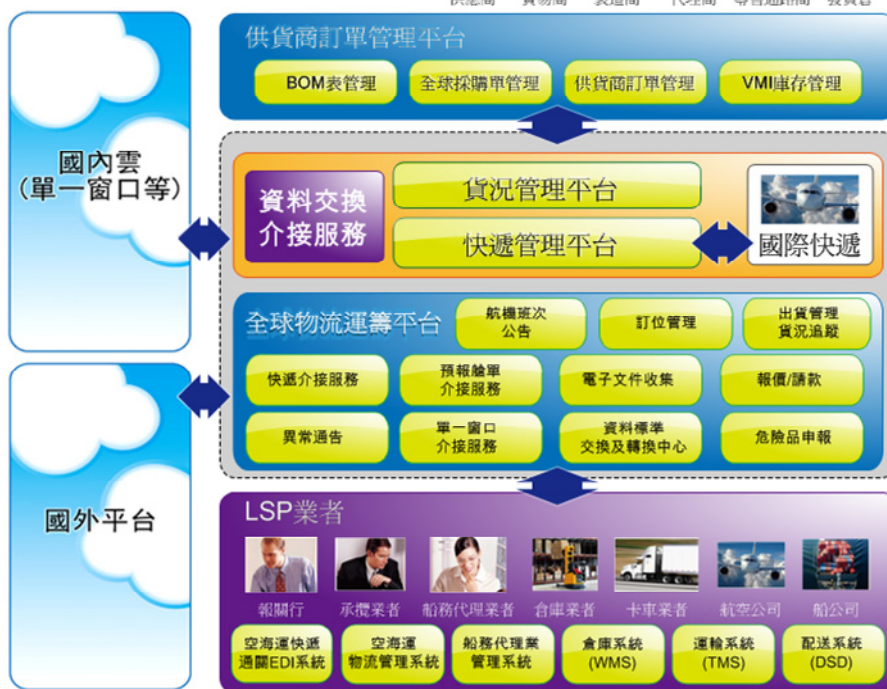 供貨商訂單管理平台
BOM表管理
全球採購單管理
供貨商訂單管理
VMI庫存管理
國內雲
(單一窗口等)
資料交換
介接服務
貨況管理平台
快遞管理平台
國際快遞
全球物流運籌平台
航機班次
公告
訂位管理
出貨管理
貨況追蹤
快遞介接服務
預報艙單
介接服務
電子文件收集
報價/請款
異常通告
單一窗口
介接服務
資料標準
交換及轉換中心
危險品申報
國外平台
LSP業者
報關行
承攬業者
船務代理業者
倉庫業者
卡車業者
航空公司
船公司
空海運快遞
通關EDI系統
空海運
物流管理系統
船務代理業
管理系統
倉庫系統
(WMS)
運輸系統
(TMS)
配送系統
(DSD)